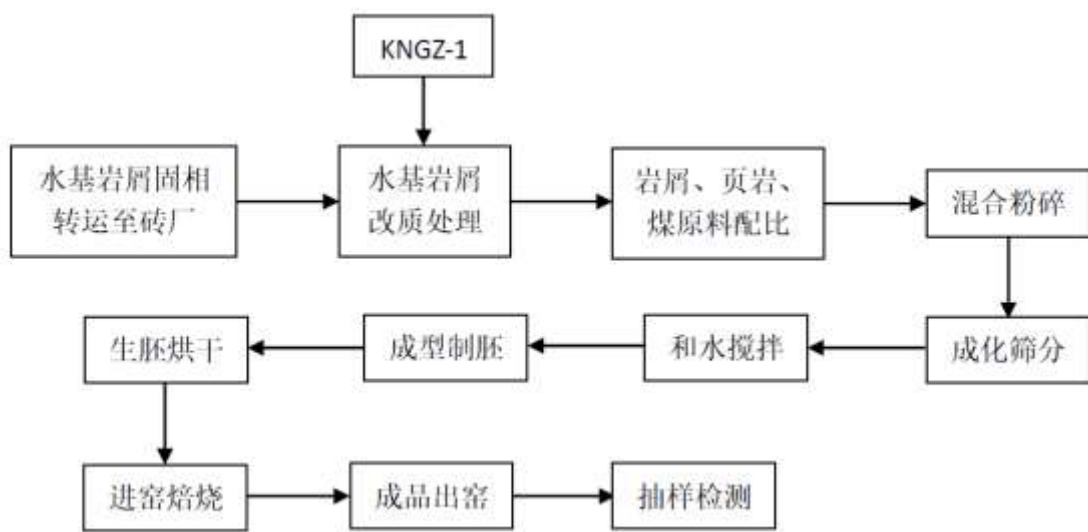 KNGZ-1
水基岩屑固相
转运至砖厂
水基岩屑
改质处理
岩屑、页岩、
煤原料配比
混合粉碎
成化筛分
和水搅拌
成型制胚
生胚烘干
进窑焙烧
成品出窑
抽样检测